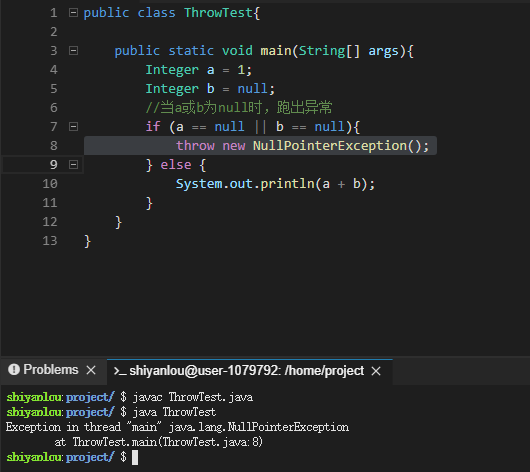 1 public class ThrowTest{
2
3     public static void main(String[] args){
4         Integer a = 1;
5         Integer b = null;
6         //当a或b为null时，跑出异常
7         if (a == null || b == null){
8             throw new NullPointerException();
9         } else {
10             System.out.println(a + b);
11         }
12     }
13 }
Problems shiyanlou@user-1079792: /home/project
shiyanlou:project/ $ javac ThrowTest.java
shiyanlou:project/ $ java ThrowTest
Exception in thread "main" java.lang.NullPointerException
        at ThrowTest.main(ThrowTest.java:8)
shiyanlou:project/ $